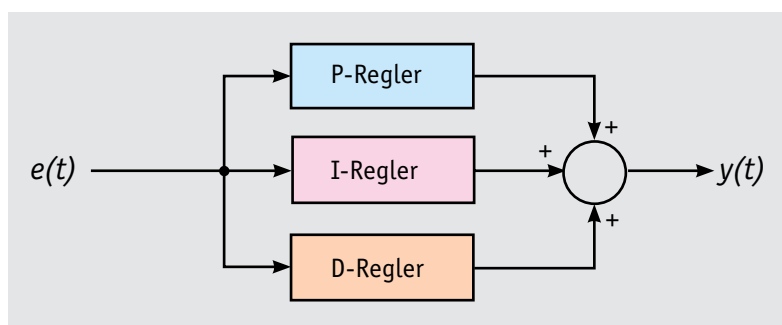 P-Regler
+
e(t)
I-Regler
+
y(t)
D-Regler
+